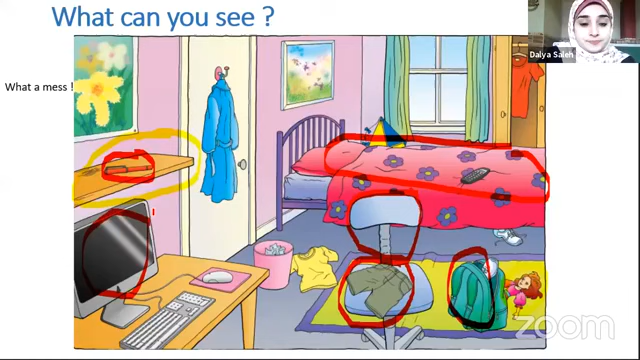 What can you see ?
Dalya Saleh
What a mess !
zoom